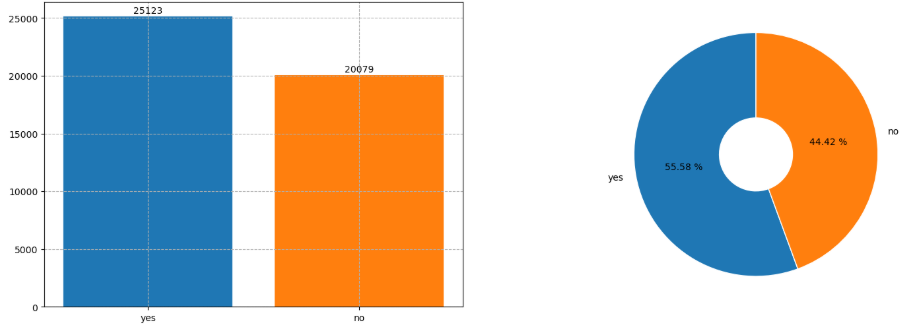 25123
25000
20079
20000
15000
10000
5000
0
yes
no
no
44.42 %
55.58 %
yes